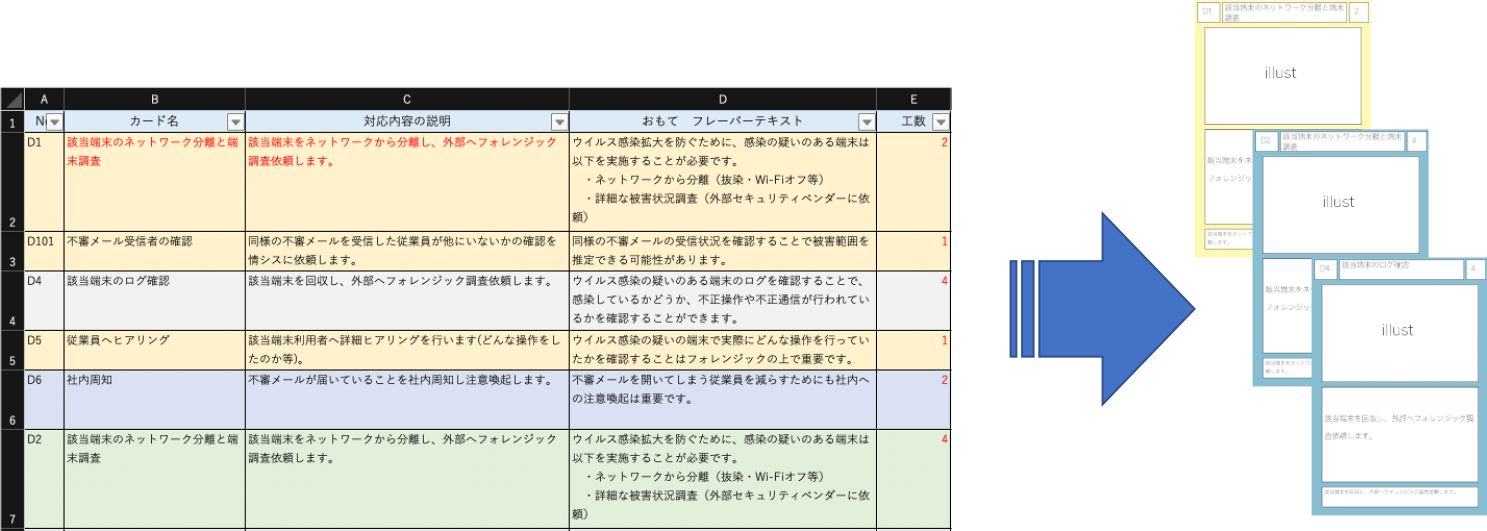 A B C D E
1 No カード名 対応内容の説明 おもて フレーバーテキスト 工数
2 D1
該当端末のネットワーク分離と端
末調査
該当端末をネットワークから分離し、外部へフォレンジック
調査依頼します。
ウイルス感染拡大を防ぐために、感染の疑いのある端末は
以下を実施することが必要です。
・ネットワークから分離（抜染・Wi-Fiオフ等）
・詳細な被害状況調査（外部セキュリティベンダーに依
頼）
2
3 D101
不審メール受信者の確認
同様の不審メールを受信した従業員が他にいないかの確認を
情シスに依頼します。
同様の不審メールの受信状況を確認することで被害範囲を
推定できる可能性があります。
1
4 D4
該当端末のログ確認
該当端末を回収し、外部へフォレンジック調査依頼します。
ウイルス感染の疑いのある端末のログを確認することで、
感染しているかどうか、不正操作や不正通信が行われてい
るかを確認することができます。
4
5 D5
従業員へヒアリング
該当端末利用者へ詳細ヒアリングを行います(どんな操作をし
たのか等)。
ウイルス感染の疑いの端末で実際にどんな操作を行ってい
たかを確認することはフォレンジックの上で重要です。
1
6 D6
社内周知
不審メールが届いていることを社内周知し注意喚起します。
不審メールを開いてしまう従業員を減らすためにも社内へ
の注意喚起は重要です。
2
7 D2
該当端末のネットワーク分離と端
末調査
該当端末をネットワークから分離し、外部へフォレンジック
調査依頼します。
ウイルス感染拡大を防ぐために、感染の疑いのある端末は
以下を実施することが必要です。
・ネットワークから分離（抜染・Wi-Fiオフ等）
・詳細な被害状況調査（外部セキュリティベンダーに依
頼）
4
D1 該当端末のネットワーク分離と端末 2
調査
illust
該当端末をネ
フォレンジッ
該当端末をネットワ
頼します。
D2 該当端末のネットワーク分離と端末 4
調査
illust
該当端末をネ
フォレンジッ
該当端末をネットワ
頼します。
D4 該当端末のログ確認 4
illust
該当端末を回収し、外部へフォレンジック調
査依頼します。
該当端末を回収し、外部へフォレンジック調査依頼します。